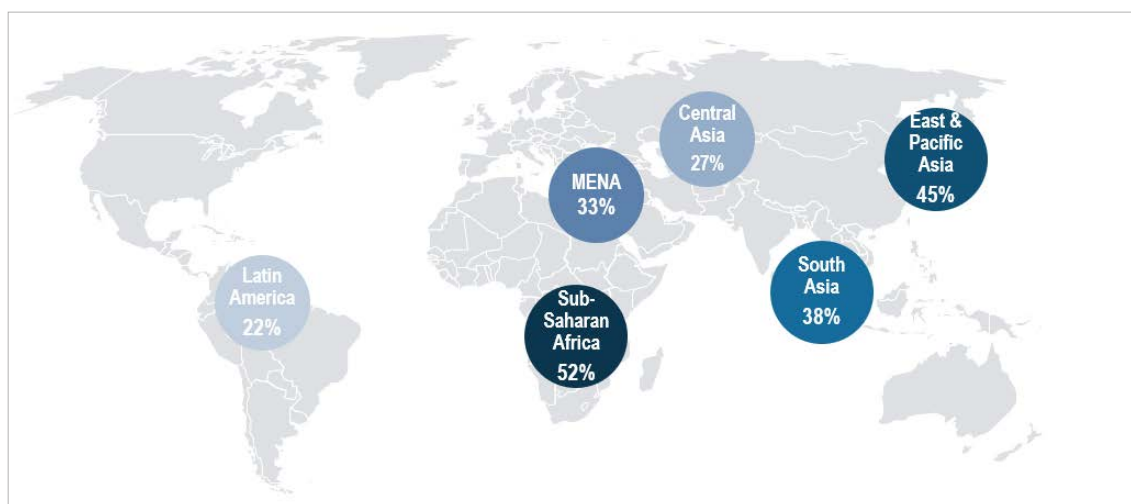 Central
Asia
27%
East &
Pacific
Asia
45%
MENA
33%
Latin
America
22%
Sub-
Saharan
Africa
52%
South
Asia
38%